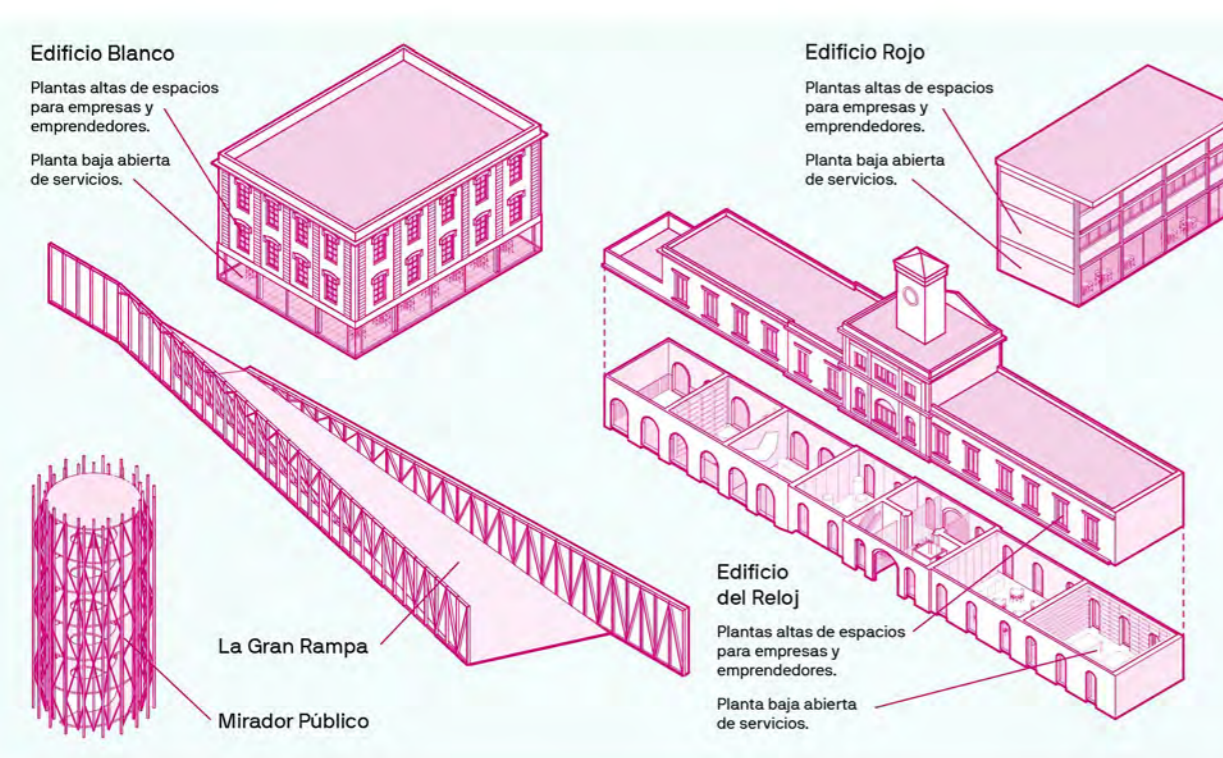 Edificio Blanco
Plantas altas de espacios
para empresas y
emprendedores.
Planta baja abierta
de servicios.
Edificio Rojo
Plantas altas de espacios
para empresas y
emprendedores.
Planta baja abierta
de servicios.
La Gran Rampa
Mirador Público
Edificio
del Reloj
Plantas altas de espacios
para empresas y
emprendedores.
Planta baja abierta
de servicios.